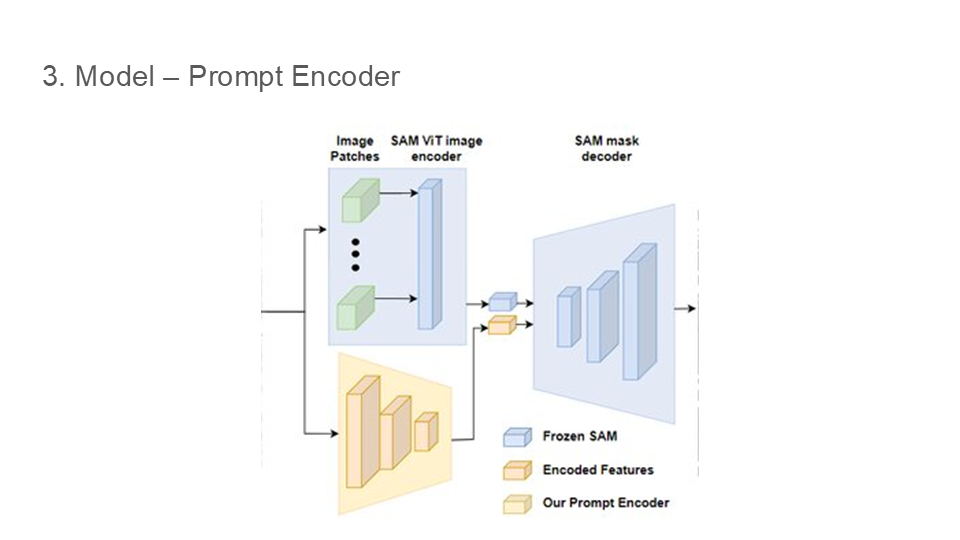 3. Model – Prompt Encoder
Image
Patches
SAM ViT image
encoder
SAM mask
decoder
Frozen SAM
Encoded Features
Our Prompt Encoder